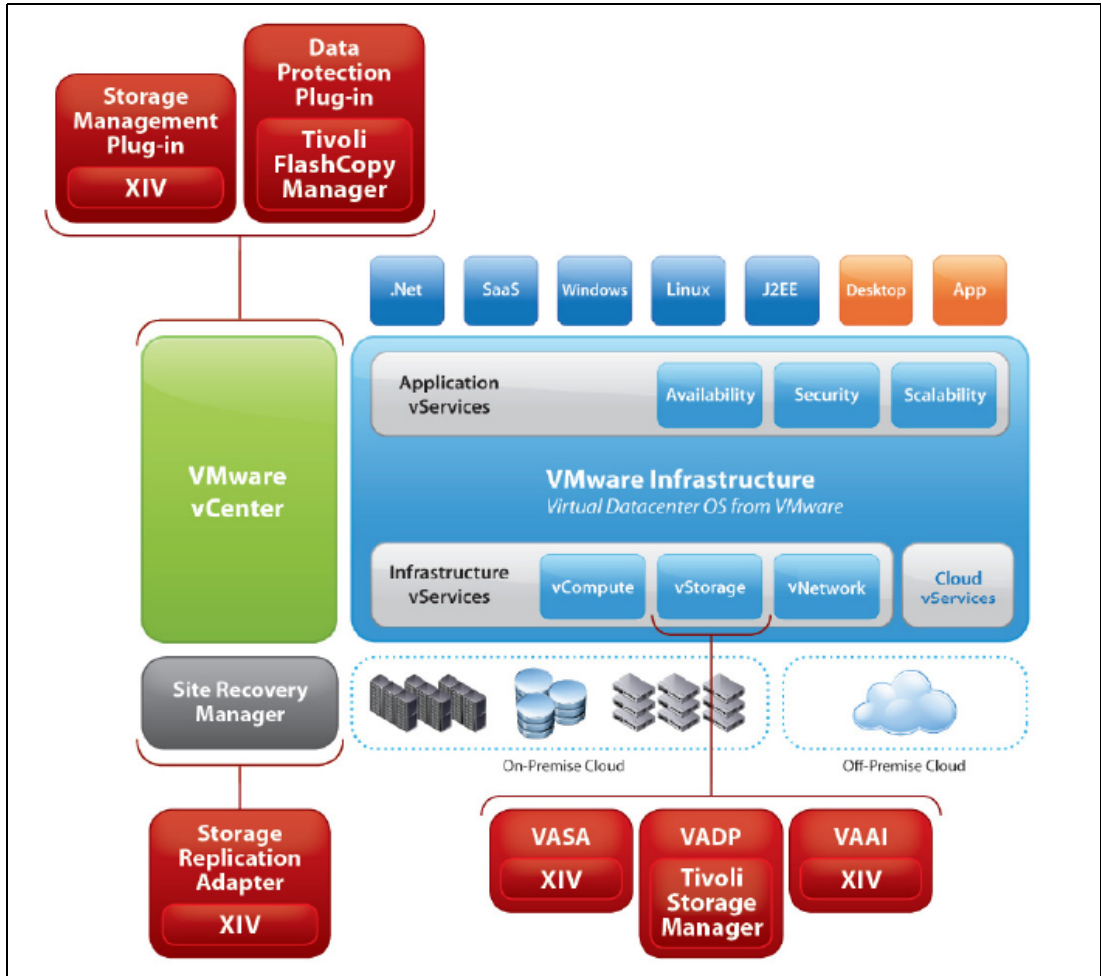 Storage
Management
Plug-in
XIV
Data
Protection
Plug-in
Tivoli
FlashCopy
Manager
.Net
SaaS
Windows
Linux
J2EE
Desktop
App
VMware
vCenter
Application
vServices
Availability
Security
Scalability
VMware Infrastructure
Virtual Datacenter OS from VMware
Infrastructure
vServices
vCompute
vStorage
vNetwork
Cloud
vServices
Site Recovery
Manager
On-Premise Cloud
Off-Premise Cloud
Storage
Replication
Adapter
XIV
VASA
XIV
VADP
Tivoli
Storage
Manager
VAAI
XIV